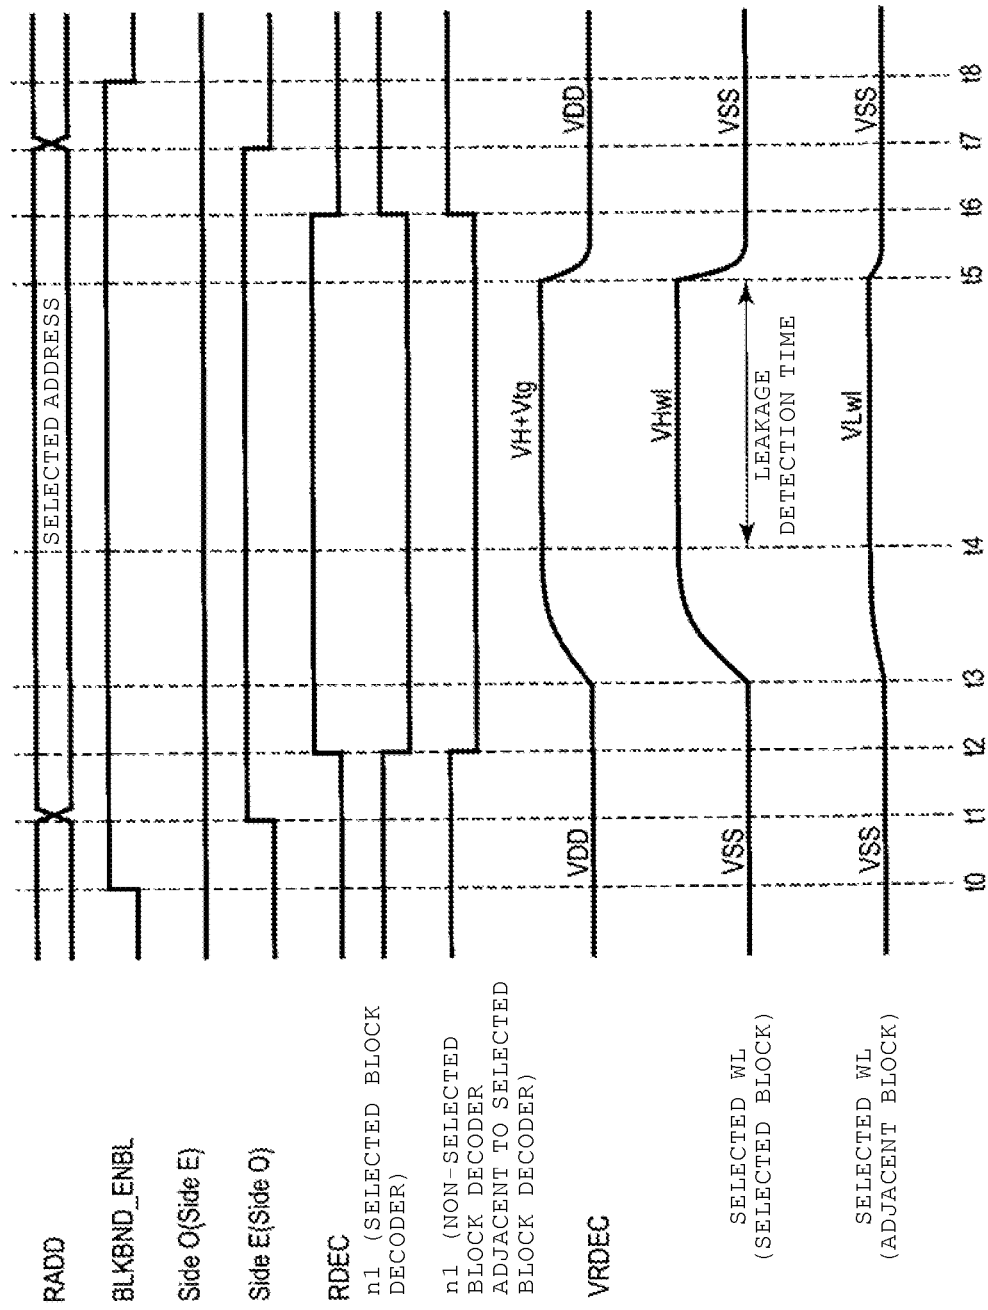 RADD
SELECTED ADDRESS
BLKBND_ENBL
Side O(Side E)
Side E(Side O)
RDEC
n1 (SELECTED BLOCK
DECODER)
n1 (NON-SELECTED
BLOCK DECODER
ADJACENT TO SELECTED
BLOCK DECODER)
VRDEC
VDD
VH+Vtg
VDD
SELECTED WL
(SELECTED BLOCK)
VSS
VHwl
VSS
LEAKAGE
DETECTION TIME
SELECTED WL
(ADJACENT BLOCK)
VSS
VLwl
VSS
t0 t1 t2 t3 t4 t5 t6 t7 t8